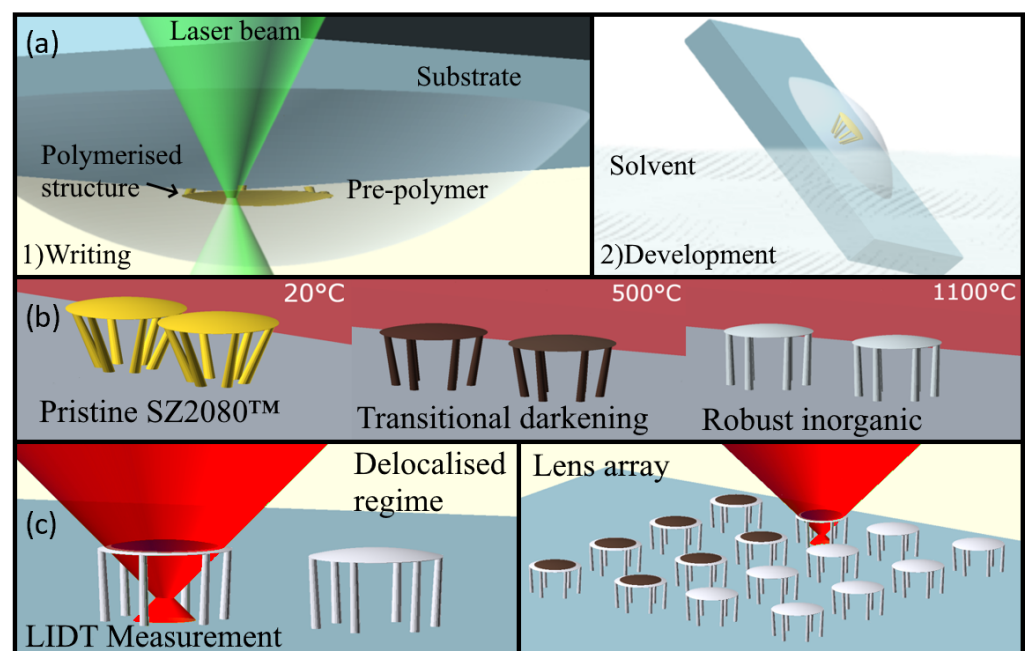 (a)
Laser beam
Substrate
Polymerised
structure
Pre-polymer
1)Writing
Solvent
2)Development
(b)
20°C
500°C
1100°C
Pristine SZ2080™
Transitional darkening
Robust inorganic
(c)
Delocalised
regime
LIDT Measurement
Lens array